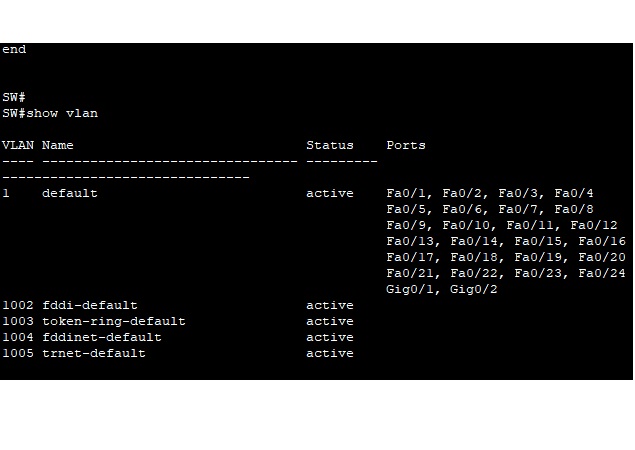 end
SW#
SW#show vlan
VLAN Name                             Status    Ports
---- -------------------------------- ---------
-------------------------------
1    default                          active    Fa0/1, Fa0/2, Fa0/3, Fa0/4
                                                Fa0/5, Fa0/6, Fa0/7, Fa0/8
                                                Fa0/9, Fa0/10, Fa0/11, Fa0/12
                                                Fa0/13, Fa0/14, Fa0/15, Fa0/16
                                                Fa0/17, Fa0/18, Fa0/19, Fa0/20
                                                Fa0/21, Fa0/22, Fa0/23, Fa0/24
                                                Gig0/1, Gig0/2
1002 fddi-default                     active
1003 token-ring-default               active
1004 fddinet-default                  active
1005 trnet-default                    active